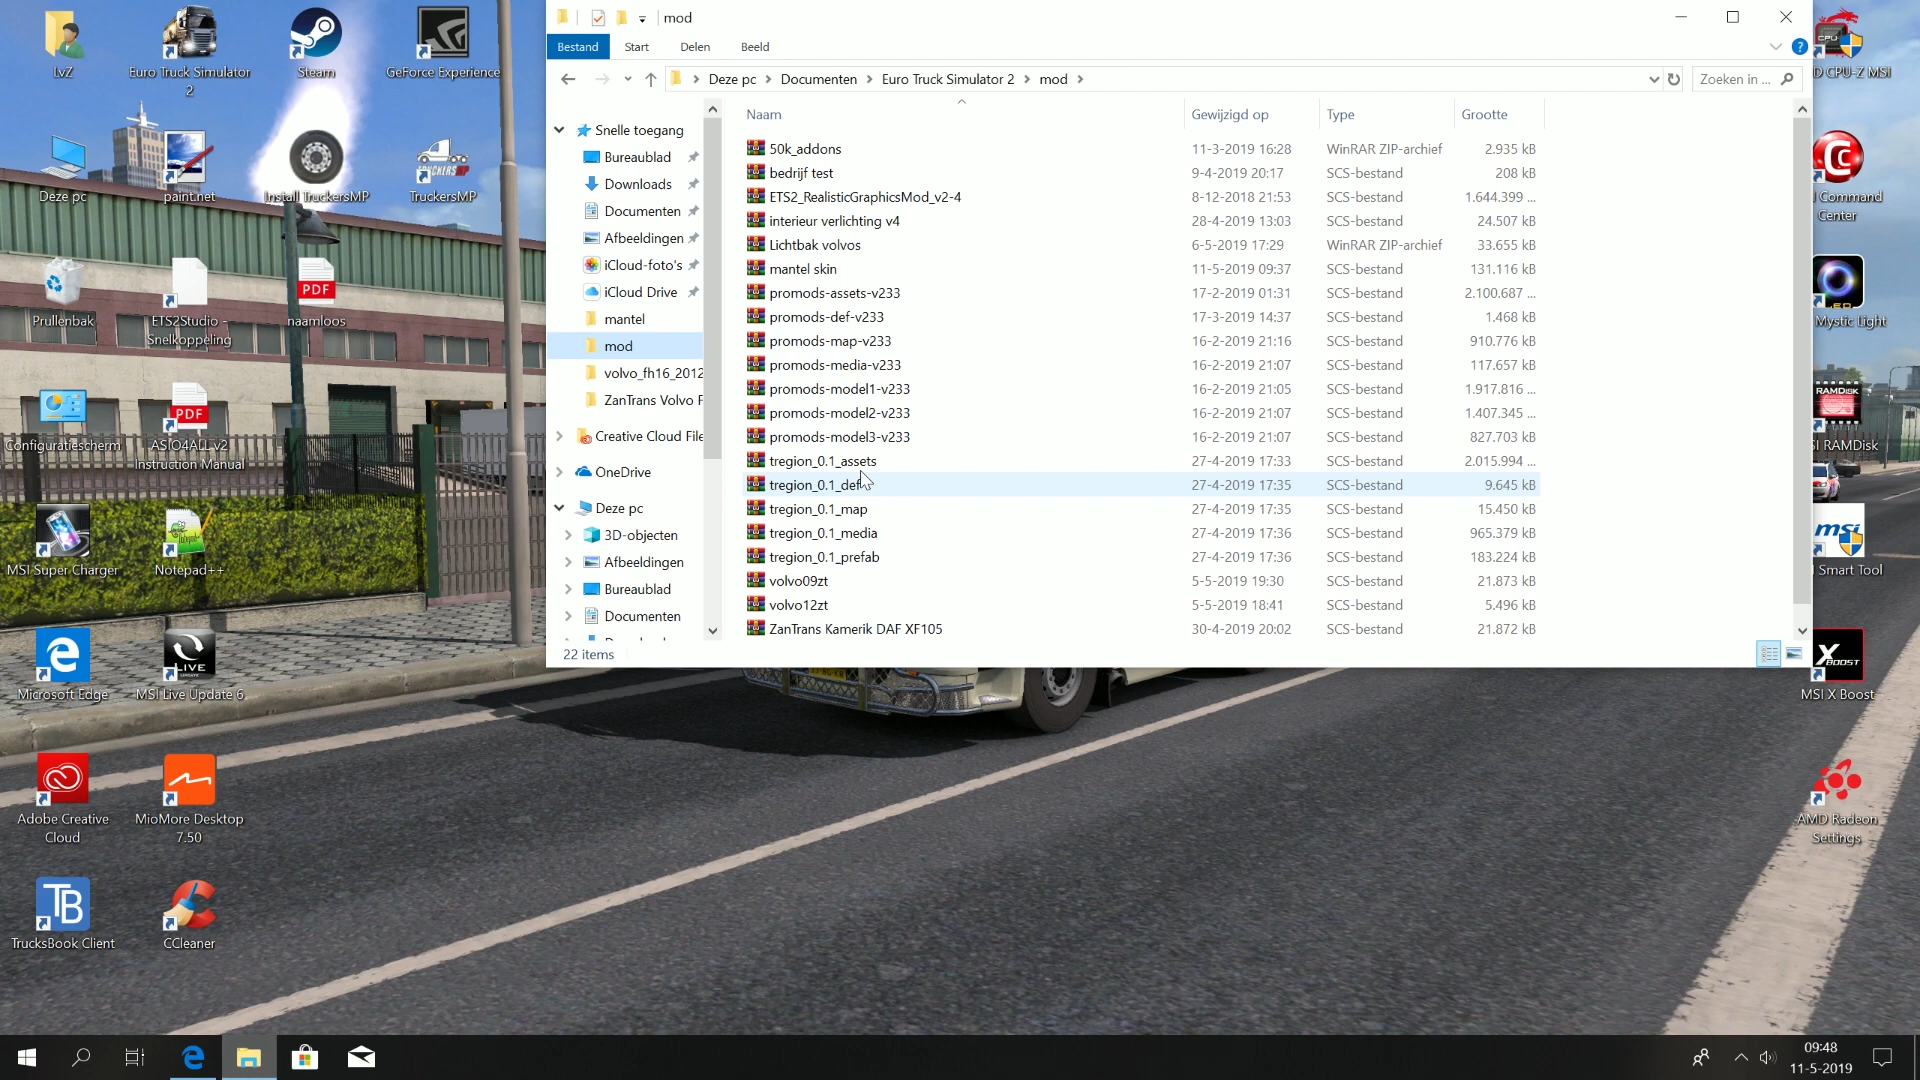 LvZ
Euro Truck Simulator
2
Steam
GeForce Experience
Deze pc
paint.net
Install TruckersMP
TruckersMP
Prullenbak
ETS2Studio -
Snelkoppeling
PDF
naamloos
Configuratiescherm
PDF
ASIO4ALL v2
Instruction Manual
MSI Super Charger
Notepad++
Microsoft Edge
LIVE
MSI Live Update 6
Adobe Creative
Cloud
MioMore Desktop
7.50
TB
TrucksBook Client
CCleaner
mod
Bestand
Start
Delen
Beeld
Deze pc
Documenten
Euro Truck Simulator 2
mod
Zoeken in ...
Snelle toegang
Bureaublad
Downloads
Documenten
Afbeeldingen
iCloud-foto's
iCloud Drive
mantel
mod
volvo_fh16_2012
ZanTrans Volvo F
Creative Cloud File
OneDrive
Deze pc
3D-objecten
Afbeeldingen
Bureaublad
Documenten
Naam Gewijzigd op Type Grootte
50k_addons 11-3-2019 16:28 WinRAR ZIP-archief 2.935 kB
bedrijf test 9-4-2019 20:17 SCS-bestand 208 kB
ETS2_RealisticGraphicsMod_v2-4 8-12-2018 21:53 SCS-bestand 1.644.399 ...
interieur verlichting v4 28-4-2019 13:03 SCS-bestand 24.507 kB
Lichtbak volvos 6-5-2019 17:29 WinRAR ZIP-archief 33.655 kB
mantel skin 11-5-2019 09:37 SCS-bestand 131.116 kB
promods-assets-v233 17-2-2019 01:31 SCS-bestand 2.100.687 ...
promods-def-v233 17-3-2019 14:37 SCS-bestand 1.468 kB
promods-map-v233 16-2-2019 21:16 SCS-bestand 910.776 kB
promods-media-v233 16-2-2019 21:07 SCS-bestand 117.657 kB
promods-model1-v233 16-2-2019 21:05 SCS-bestand 1.917.816 ...
promods-model2-v233 16-2-2019 21:07 SCS-bestand 1.407.345 ...
promods-model3-v233 16-2-2019 21:07 SCS-bestand 827.703 kB
tregion_0.1_assets 27-4-2019 17:33 SCS-bestand 2.015.994 ...
tregion_0.1_def 27-4-2019 17:35 SCS-bestand 9.645 kB
tregion_0.1_map 27-4-2019 17:35 SCS-bestand 15.450 kB
tregion_0.1_media 27-4-2019 17:36 SCS-bestand 965.379 kB
tregion_0.1_prefab 27-4-2019 17:36 SCS-bestand 183.224 kB
volvo09zt 5-5-2019 19:30 SCS-bestand 21.873 kB
volvo12zt 5-5-2019 18:41 SCS-bestand 5.496 kB
ZanTrans Kamerik DAF XF105 30-4-2019 20:02 SCS-bestand 21.872 kB
22 items
CPU
D CPU-Z MSI
Command
Center
Mystic Light
RAMDISK
SI RAMDisk
msi
Smart Tool
X BOOST
MSI X Boost
AMD Radeon
Settings
09:48
11-5-2019